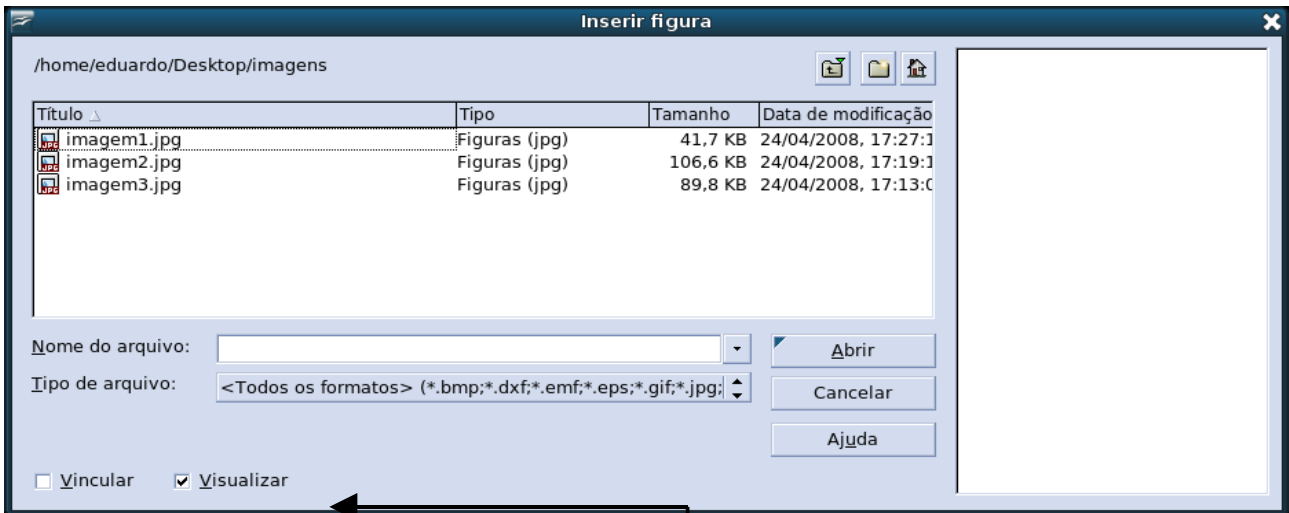 Inserir figura
/home/eduardo/Desktop/imagens
Título Tipo Tamanho Data de modificação
imagem1.jpg Figuras (jpg) 41,7 KB 24/04/2008, 17:27:1
imagem2.jpg Figuras (jpg) 106,6 KB 24/04/2008, 17:19:1
imagem3.jpg Figuras (jpg) 89,8 KB 24/04/2008, 17:13:0
Nome do arquivo: Abrir
Tipo de arquivo: <Todos os formatos> (*.bmp;*.dxf;*.emf;*.eps;*.gif;*.jpg; Cancelar
Ajuda
Vincular Visualizar